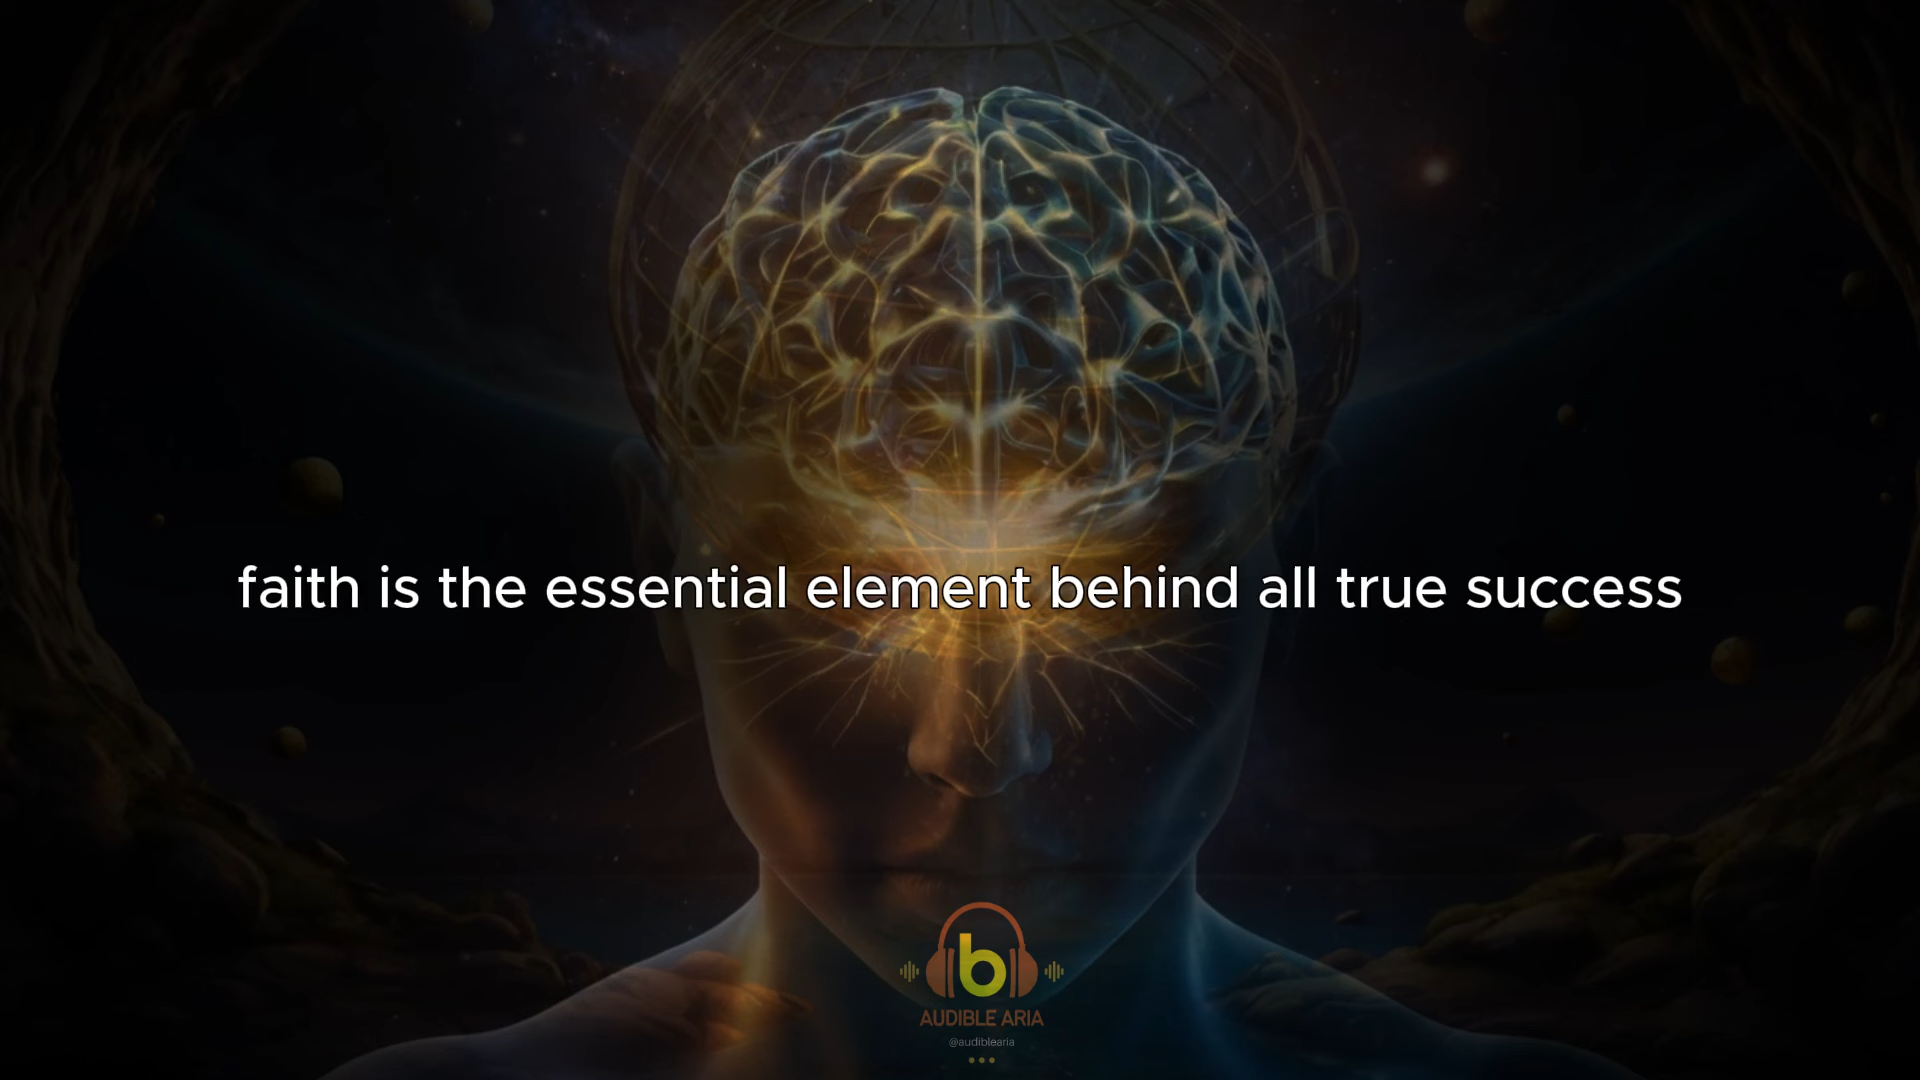 faith is the essential element behind all true success
b
AUDIBLE ARIA
@audiblearia